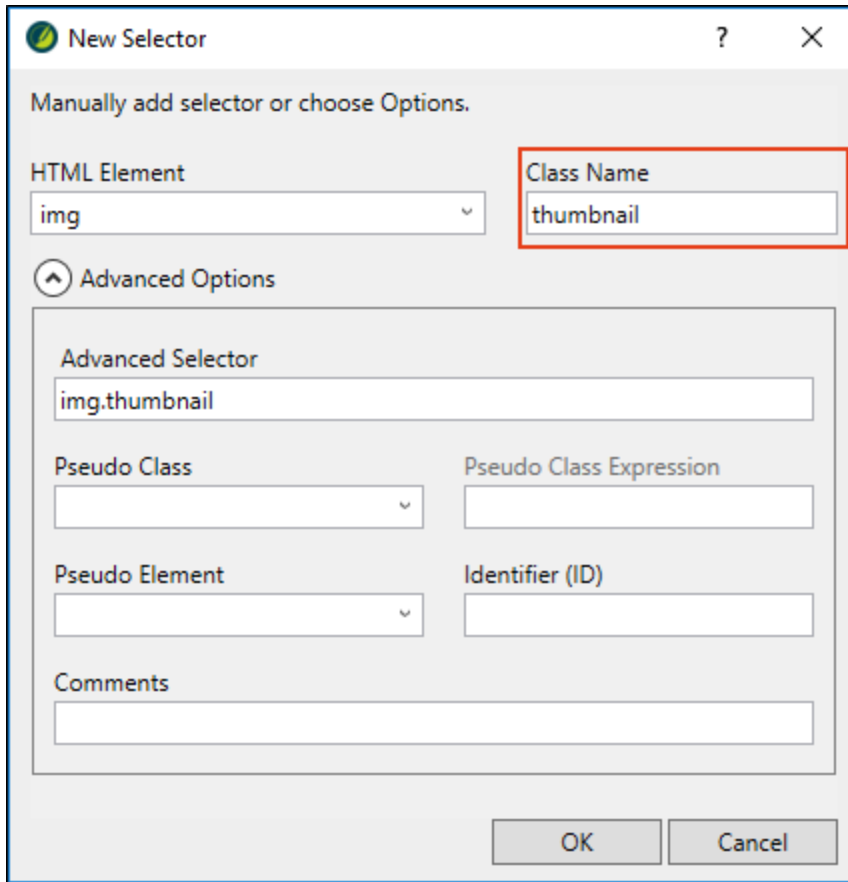 New Selector
?
Manually add selector or choose Options.
HTML Element
Class Name
img
thumbnail
Advanced Options
Advanced Selector
img.thumbnail
Pseudo Class
Pseudo Class Expression
Pseudo Element
Identifier (ID)
Comments
OK
Cancel